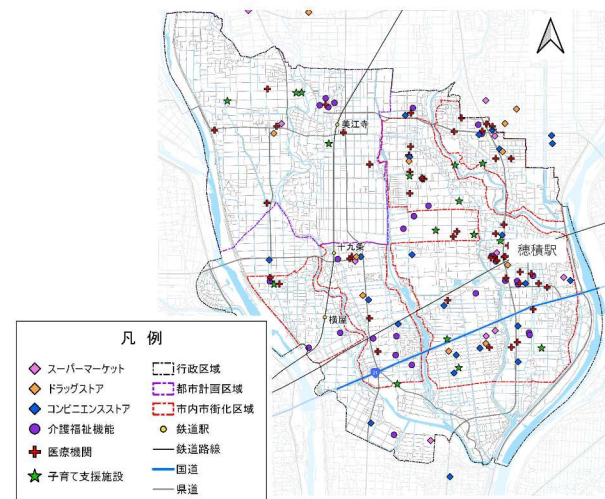 美江寺
十九条
穂積駅
横屋
凡例
スーパーマーケット
ドラッグストア
コンビニエンスストア
介護福祉機能
医療機関
子育て支援施設
行政区域
都市計画区域
市内市街化区域
鉄道駅
鉄道路線
国道
県道